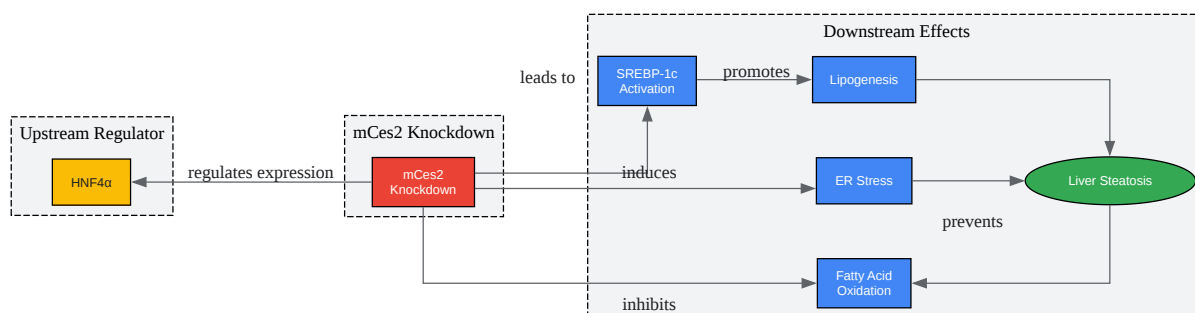 Downstream Effects
leads to
SREBP-1c
Activation
promotes
Lipogenesis
Upstream Regulator
mCes2 Knockdown
HNF4α
regulates expression
mCes2
Knockdown
induces
ER Stress
Liver Steatosis
prevents
Fatty Acid
Oxidation
inhibits